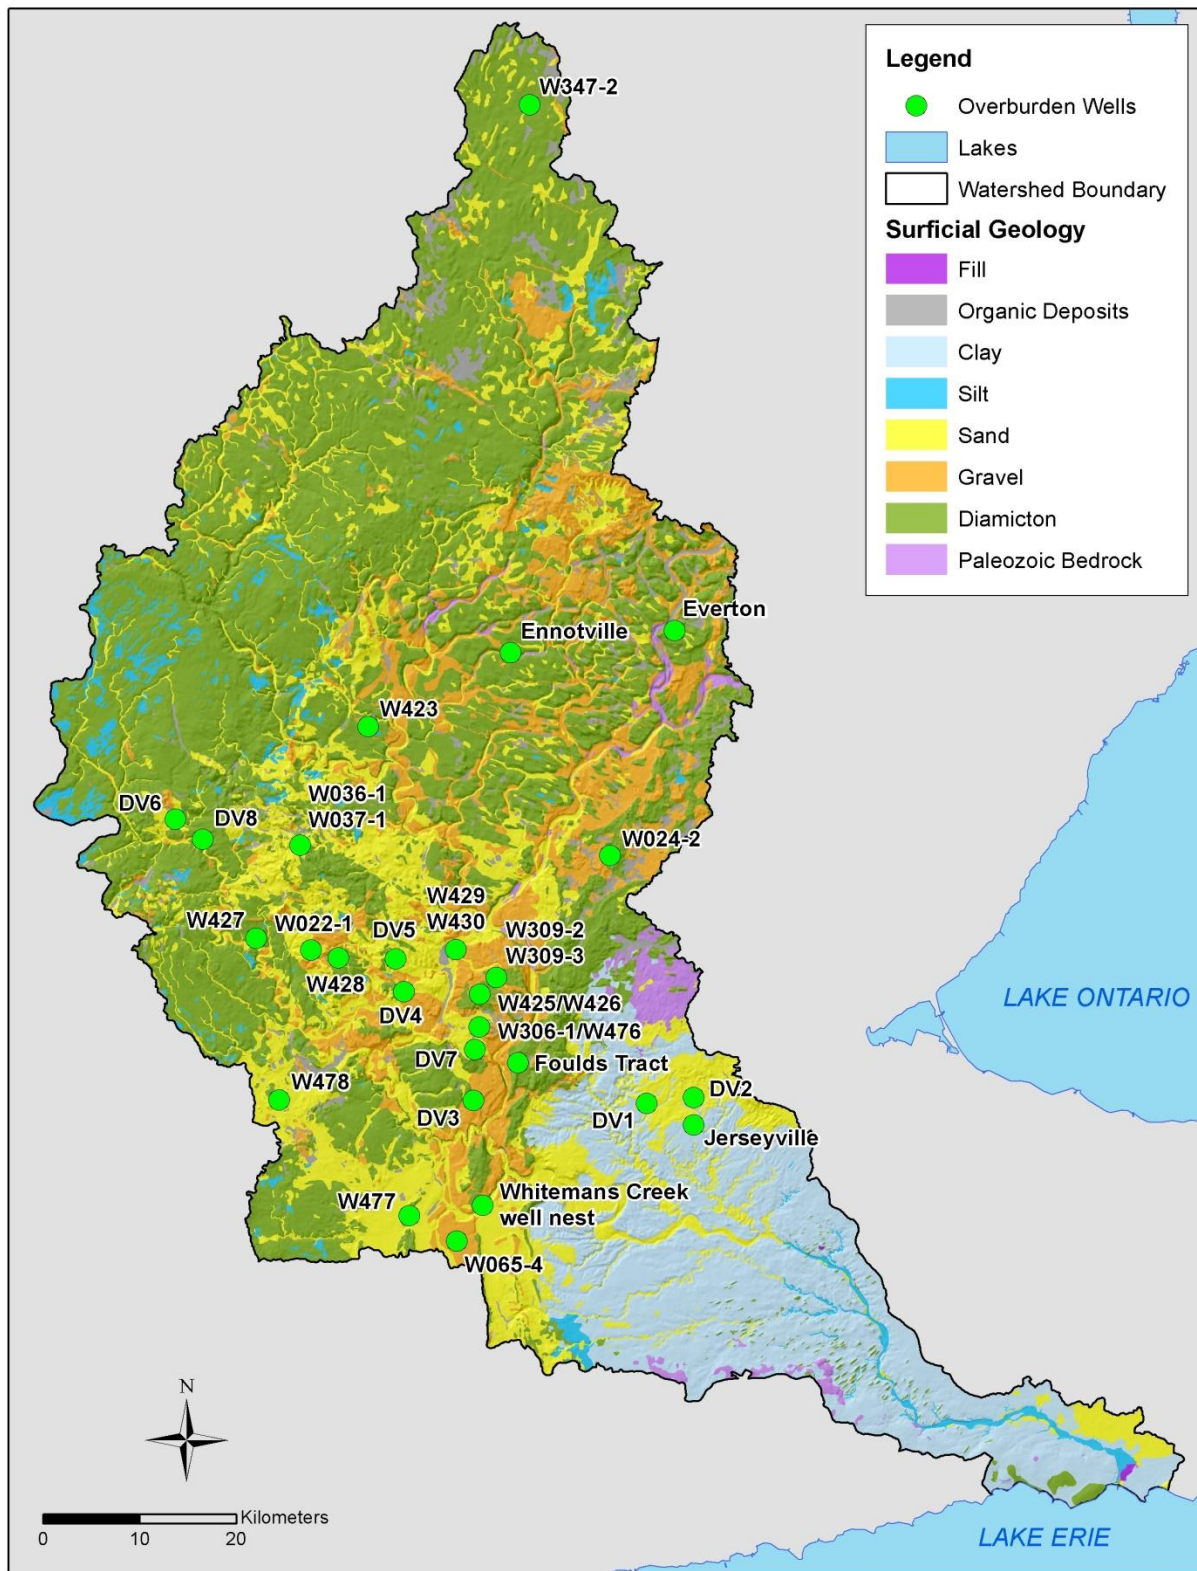 Legend
Overburden Wells
Lakes
Watershed Boundary
Surficial Geology
Fill
Organic Deposits
Clay
Silt
Sand
Gravel
Diamicton
Paleozoic Bedrock
W347-2
Everton
Ennotville
W423
W036-1
W037-1
DV6
DV8
W024-2
W429
W430
W427
W022-1
DV5
W309-2
W309-3
W428
DV4
W425/W426
W306-1/W476
DV7
Foulds Tract
W478
DV3
DV1
DV2
Jerseyville
Whitemans Creek
well nest
W477
W065-4
LAKE ONTARIO
N
Kilometers
0 10 20
LAKE ERIE